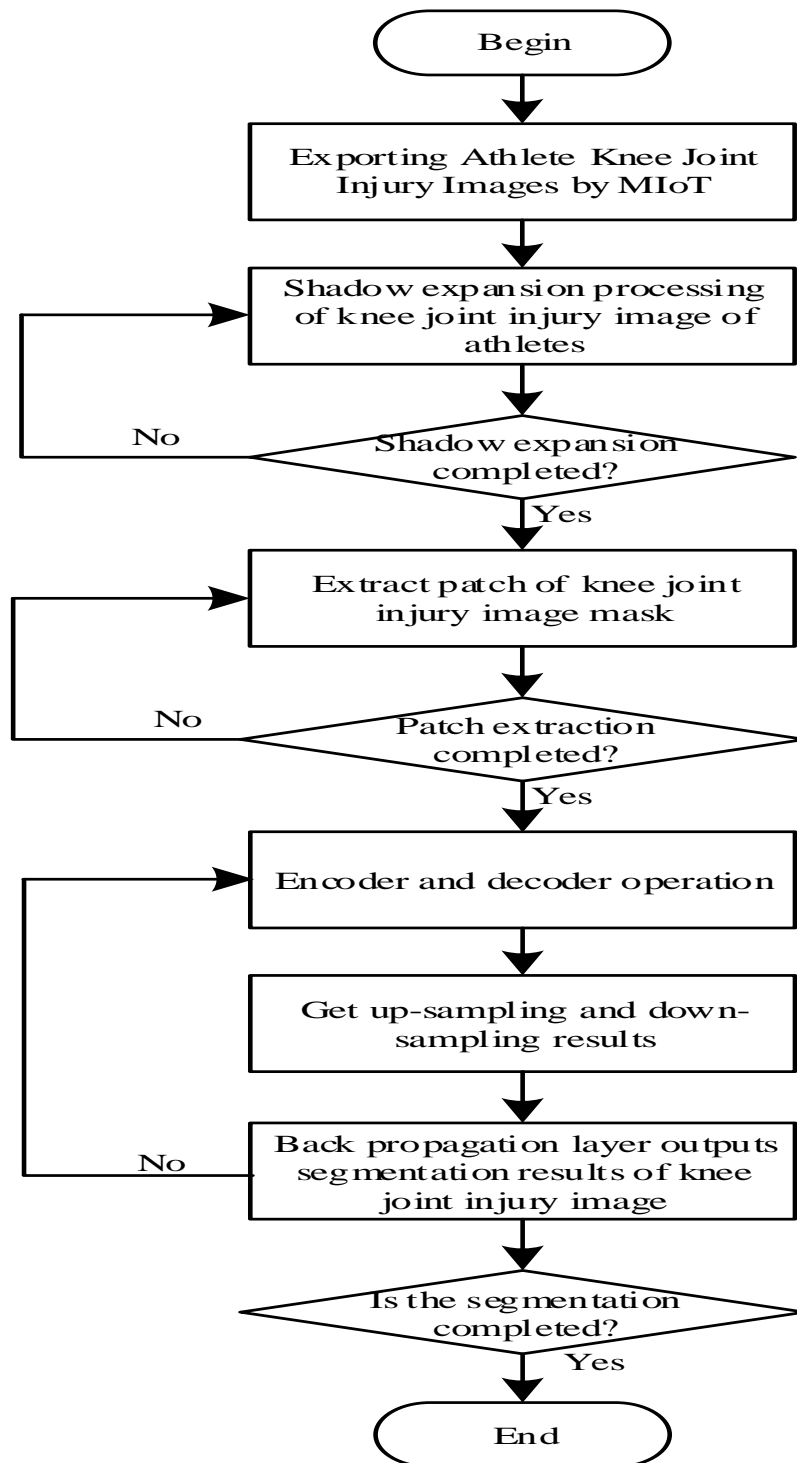 Begin
Exporting Athlete Knee Joint
Injury Images by MIoT
Shadow expansion processing
of knee joint injury image of
athletes
No
Shadow expansion
completed?
Yes
Extract patch of knee joint
injury image mask
No
Patch extraction
completed?
Yes
Encoder and decoder operation
Get up-sampling and down-
sampling results
No
Back propagation layer outputs
segmentation results of knee
joint injury image
Is the segmentation
completed?
Yes
End